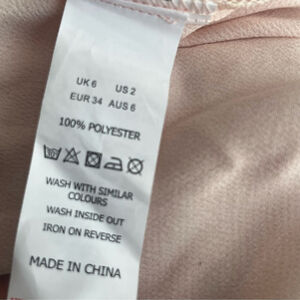 UK 6 US 2
EUR 34 AUS 6
100% POLYESTER
WASH WITH SIMILAR
COLOURS
WASH INSIDE OUT
IRON ON REVERSE
MADE IN CHINA